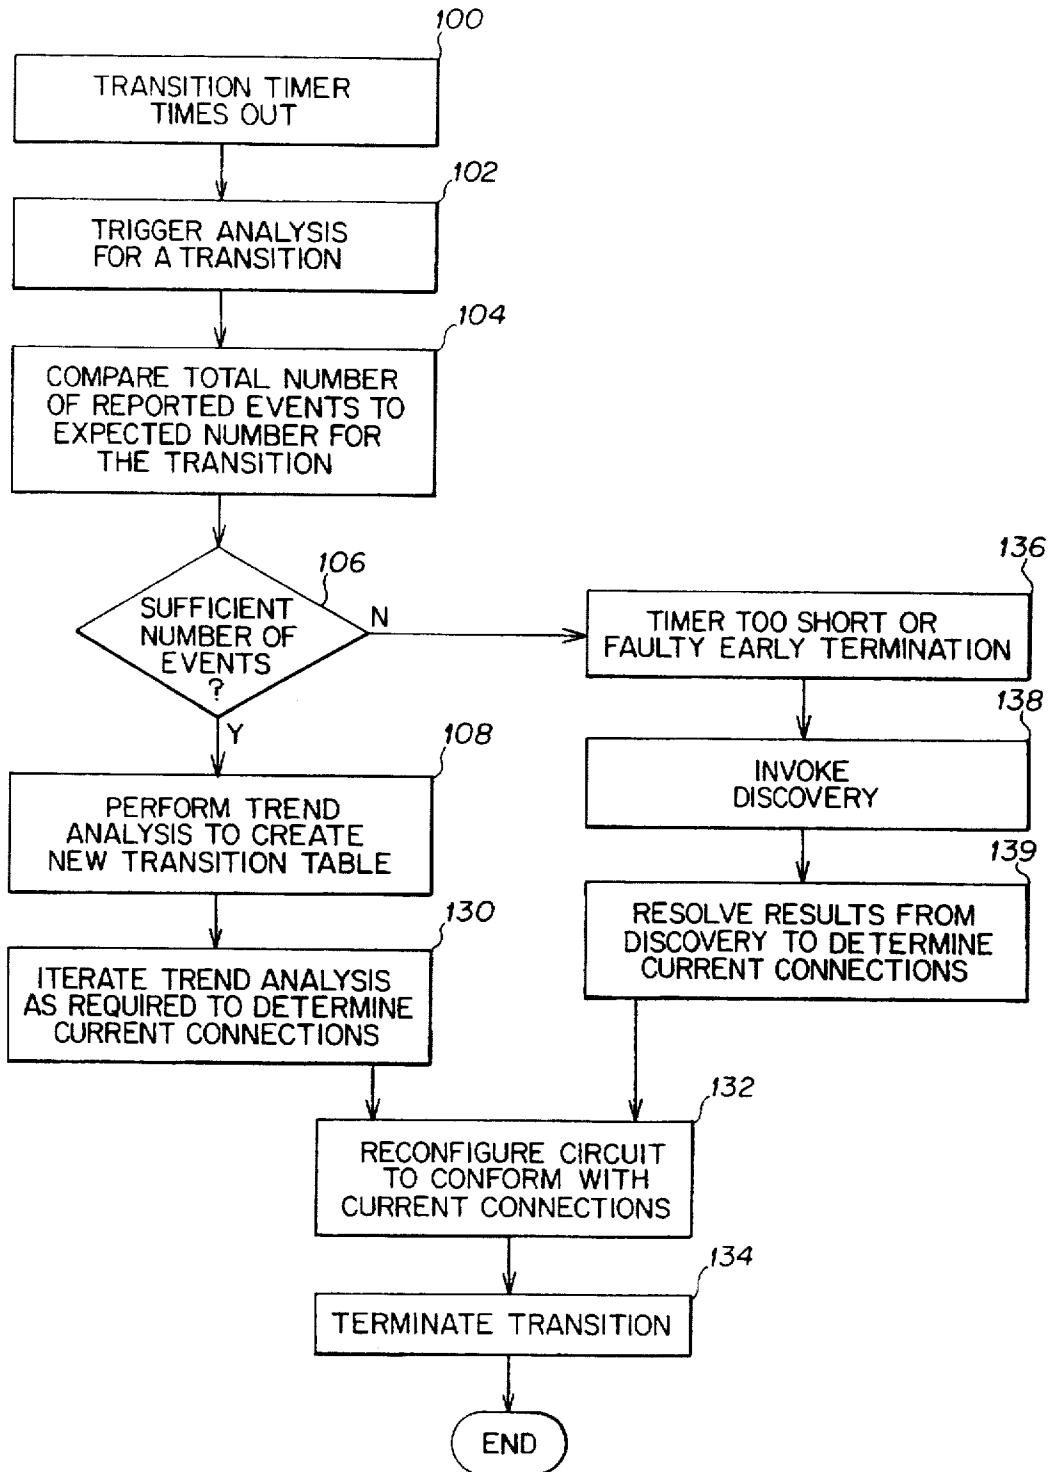 100
TRANSITION TIMER
TIMES OUT
102
TRIGGER ANALYSIS
FOR A TRANSITION
104
COMPARE TOTAL NUMBER
OF REPORTED EVENTS TO
EXPECTED NUMBER FOR
THE TRANSITION
106
SUFFICIENT
NUMBER OF
EVENTS
?
N
Y
136
TIMER TOO SHORT OR
FAULTY EARLY TERMINATION
138
INVOKE
DISCOVERY
139
RESOLVE RESULTS FROM
DISCOVERY TO DETERMINE
CURRENT CONNECTIONS
108
PERFORM TREND
ANALYSIS TO CREATE
NEW TRANSITION TABLE
130
ITERATE TREND ANALYSIS
AS REQUIRED TO DETERMINE
CURRENT CONNECTIONS
132
RECONFIGURE CIRCUIT
TO CONFORM WITH
CURRENT CONNECTIONS
134
TERMINATE TRANSITION
END